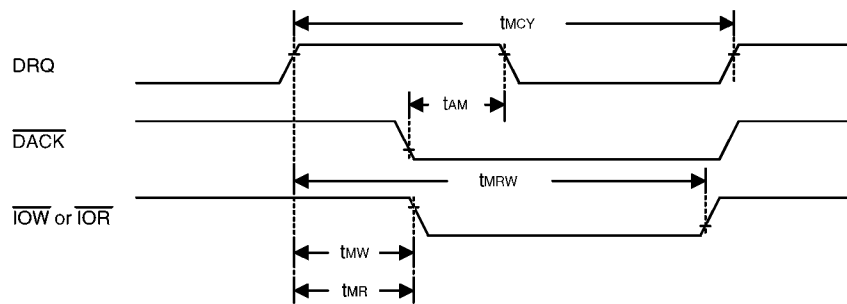 tMCY
DRQ
tAM
DACK
tMRW
IOW or IOR
tMW
tMR